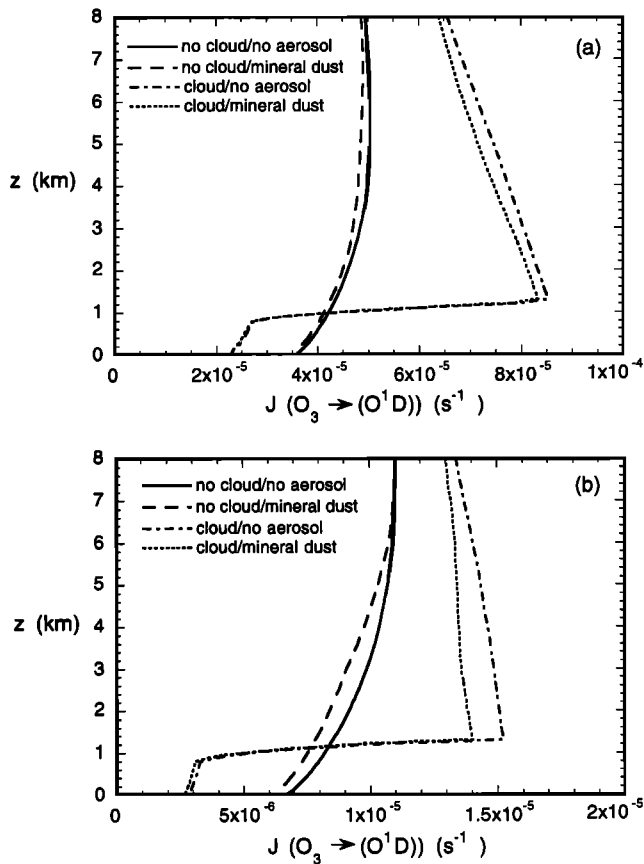 8
no cloud/no aerosol
(a)
7
no cloud/mineral dust
cloud/no aerosol
6
cloud/mineral dust
5
z (km)
4
3
2
1
0
0
2x10⁻⁵
4x10⁻⁵
6x10⁻⁵
8x10⁻⁵
1x10⁻⁴
J (O₃ → (O¹D)) (s⁻¹ )
8
no cloud/no aerosol
(b)
7
no cloud/mineral dust
cloud/no aerosol
6
cloud/mineral dust
5
z (km)
4
3
2
1
0
0
5x10⁻⁶
1x10⁻⁵
1.5x10⁻⁵
2x10⁻⁵
J (O₃ → (O¹D)) (s⁻¹ )